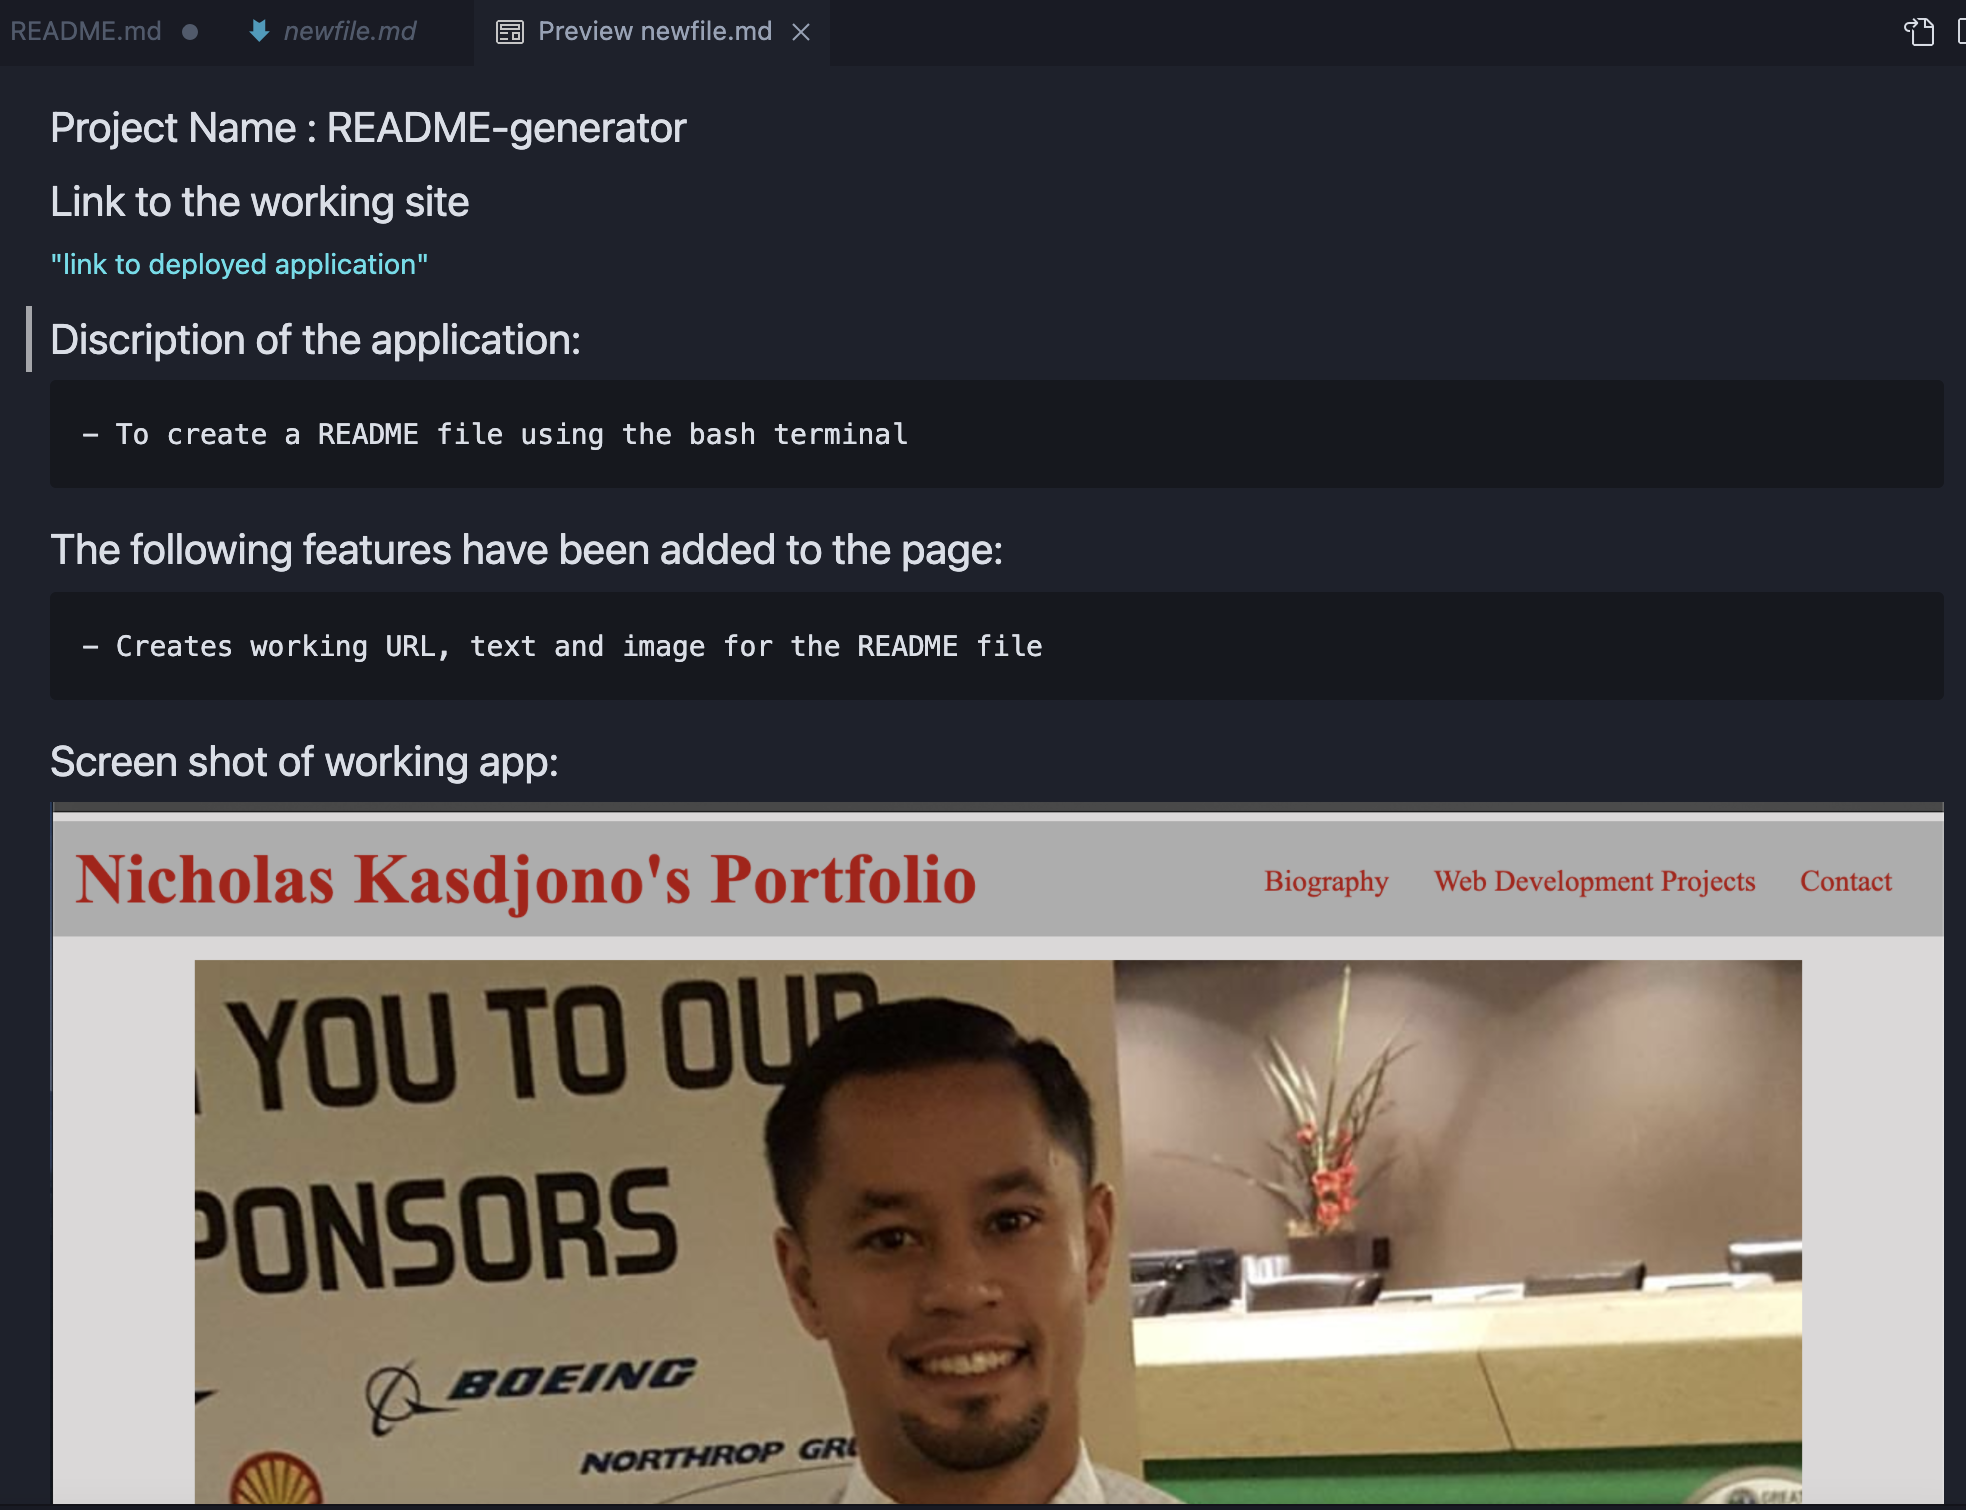 README.md newfile.md Preview newfile.md
Project Name : README-generator
Link to the working site
"link to deployed application"
Discription of the application:
– To create a README file using the bash terminal
The following features have been added to the page:
– Creates working URL, text and image for the README file
Screen shot of working app:
Nicholas Kasdjono's Portfolio Biography Web Development Projects Contact
YOU TO OUR
PONSORS
BOEING
NORTHROP GRU
GREAT